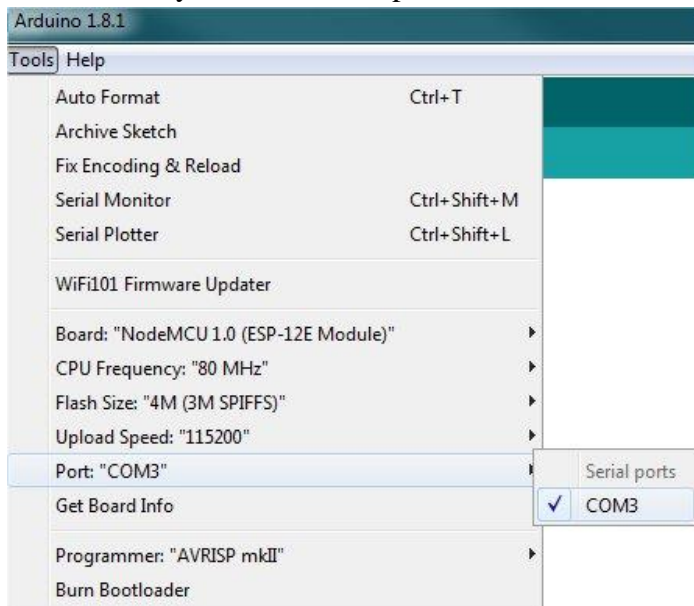 Arduino 1.8.1
Tools Help
Auto Format Ctrl+T
Archive Sketch
Fix Encoding & Reload
Serial Monitor Ctrl+Shift+M
Serial Plotter Ctrl+Shift+L
WiFi101 Firmware Updater
Board: "NodeMCU 1.0 (ESP-12E Module)"
CPU Frequency: "80 MHz"
Flash Size: "4M (3M SPIFFS)"
Upload Speed: "115200"
Port: "COM3"
Serial ports
Get Board Info
COM3
Programmer: "AVRISP mkII"
Burn Bootloader